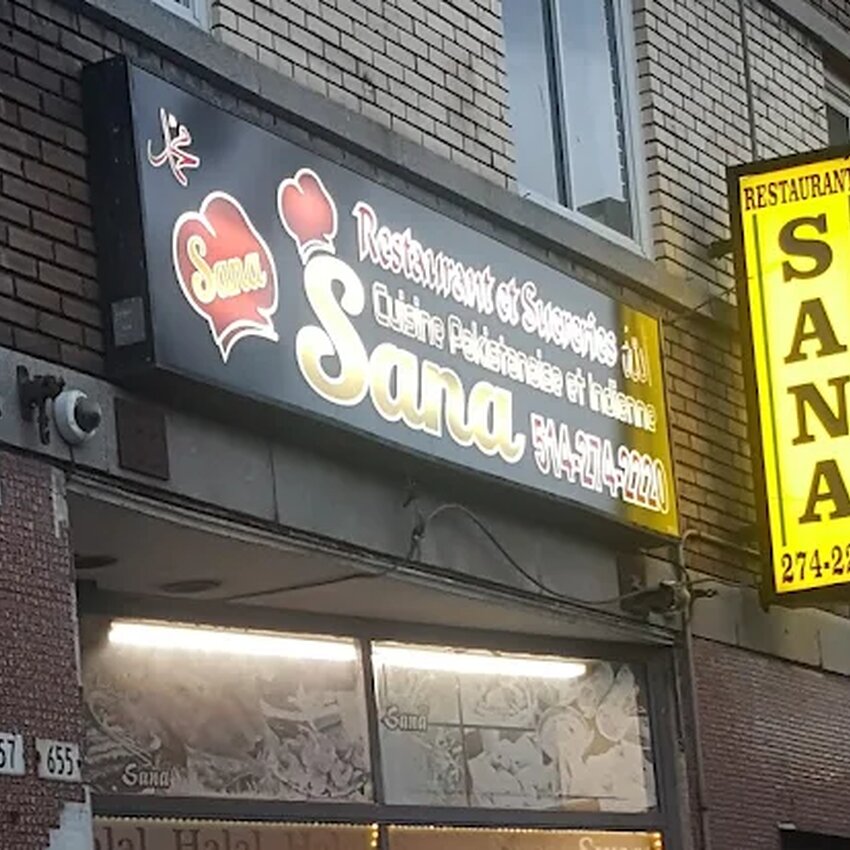 Sana
Restaurant et Sucreries
Cuisine Pakistanaise et Indienne
Sana
514-274-2220
RESTAURANT
SANA
274-22
655
Sana
Sana
Halal